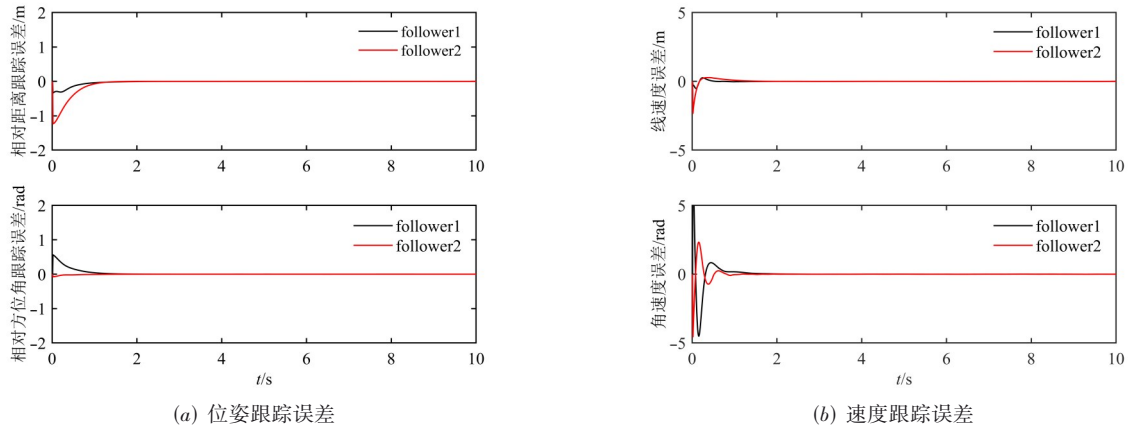 相对距离跟踪误差/m
2
1
0
-1
-2
0 2 4 6 8 10
follower1
follower2
相对方位角跟踪误差/rad
2
1
0
-1
-2
0 2 4 6 8 10
follower1
follower2
t/s
(a) 位姿跟踪误差
线速度误差/m
5
0
-5
0 2 4 6 8 10
follower1
follower2
角速度误差/rad
5
0
-5
0 2 4 6 8 10
follower1
follower2
t/s
(b) 速度跟踪误差